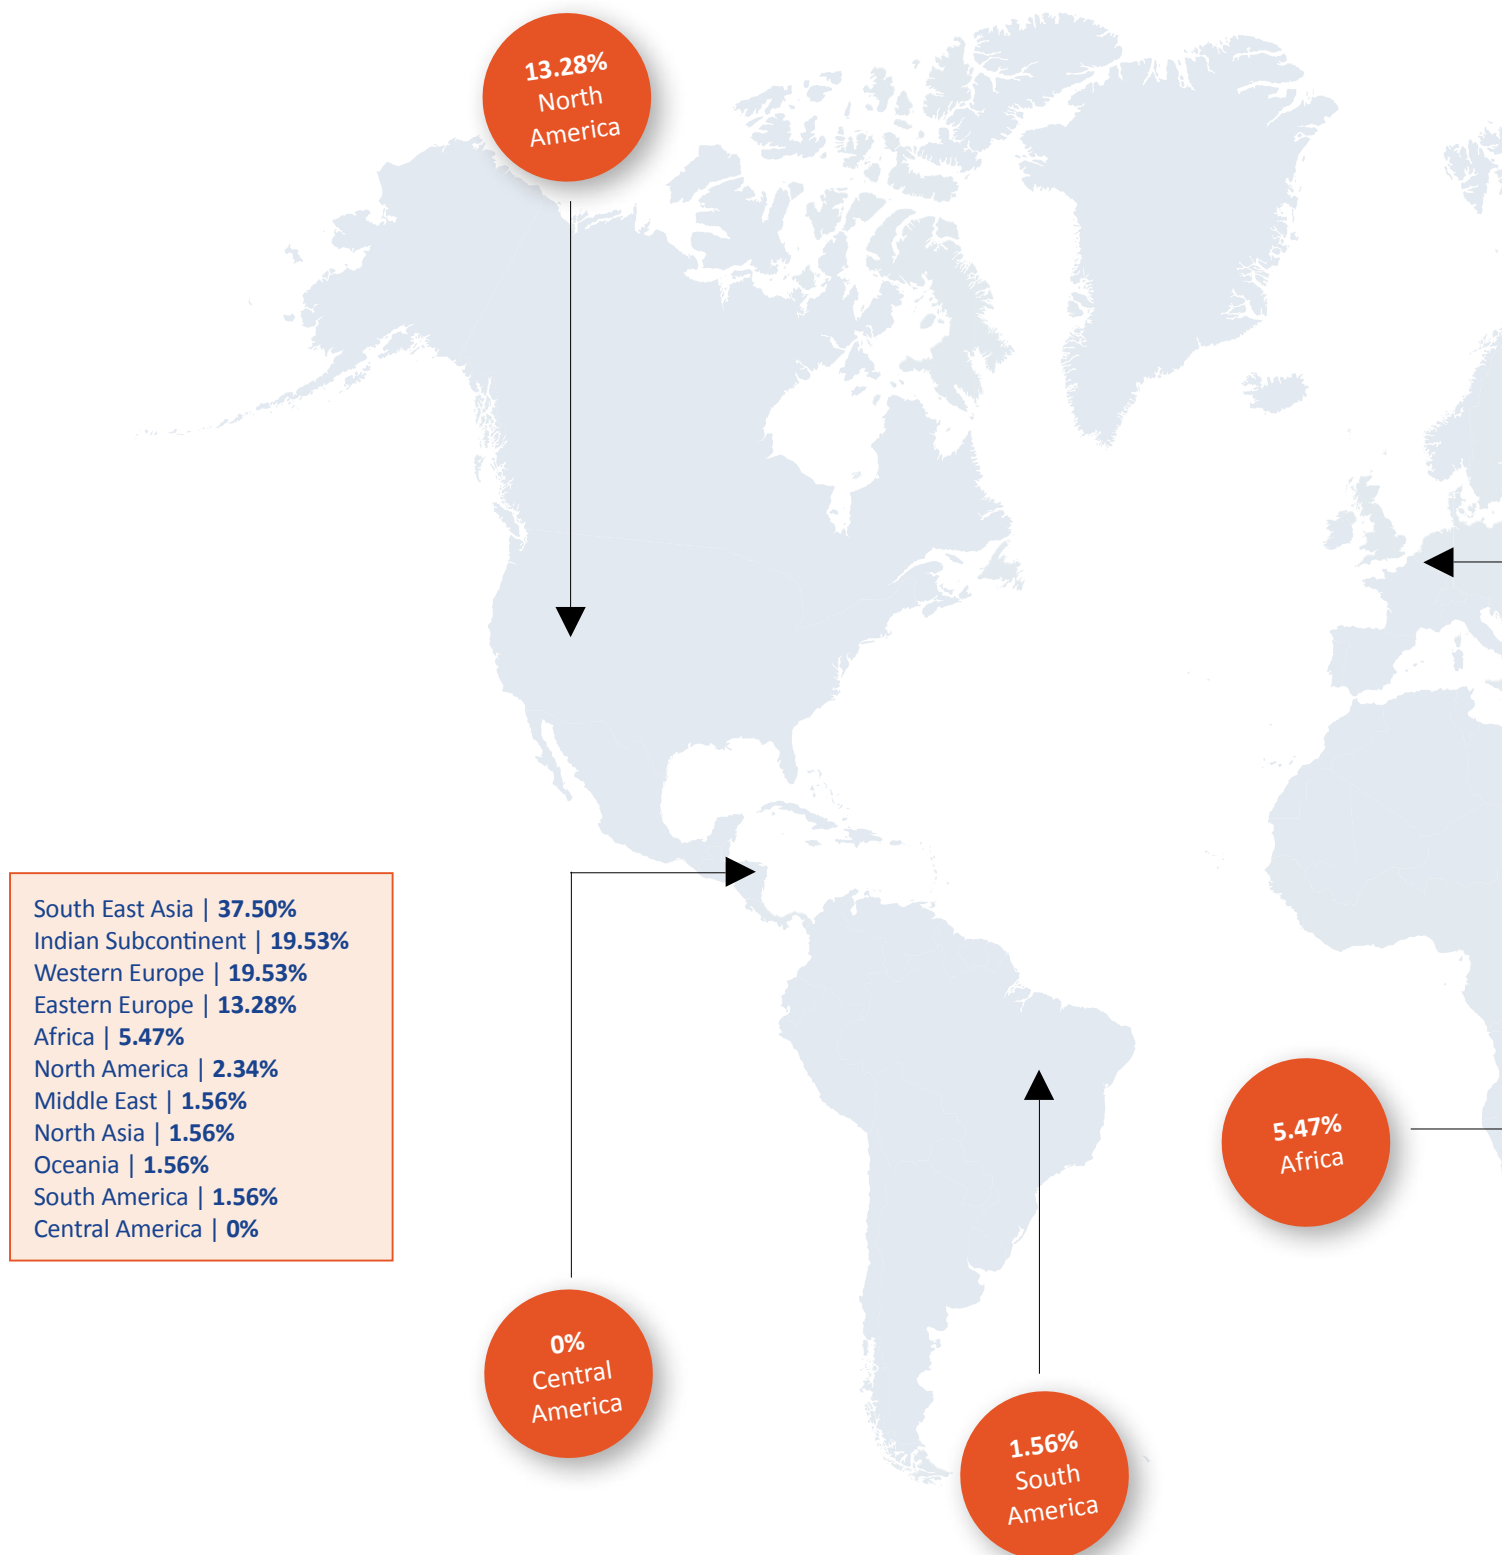 13.28%
North
America
South East Asia | 37.50%
Indian Subcontinent | 19.53%
Western Europe | 19.53%
Eastern Europe | 13.28%
Africa | 5.47%
North America | 2.34%
Middle East | 1.56%
North Asia | 1.56%
Oceania | 1.56%
South America | 1.56%
Central America | 0%
5.47%
Africa
0%
Central
America
1.56%
South
America